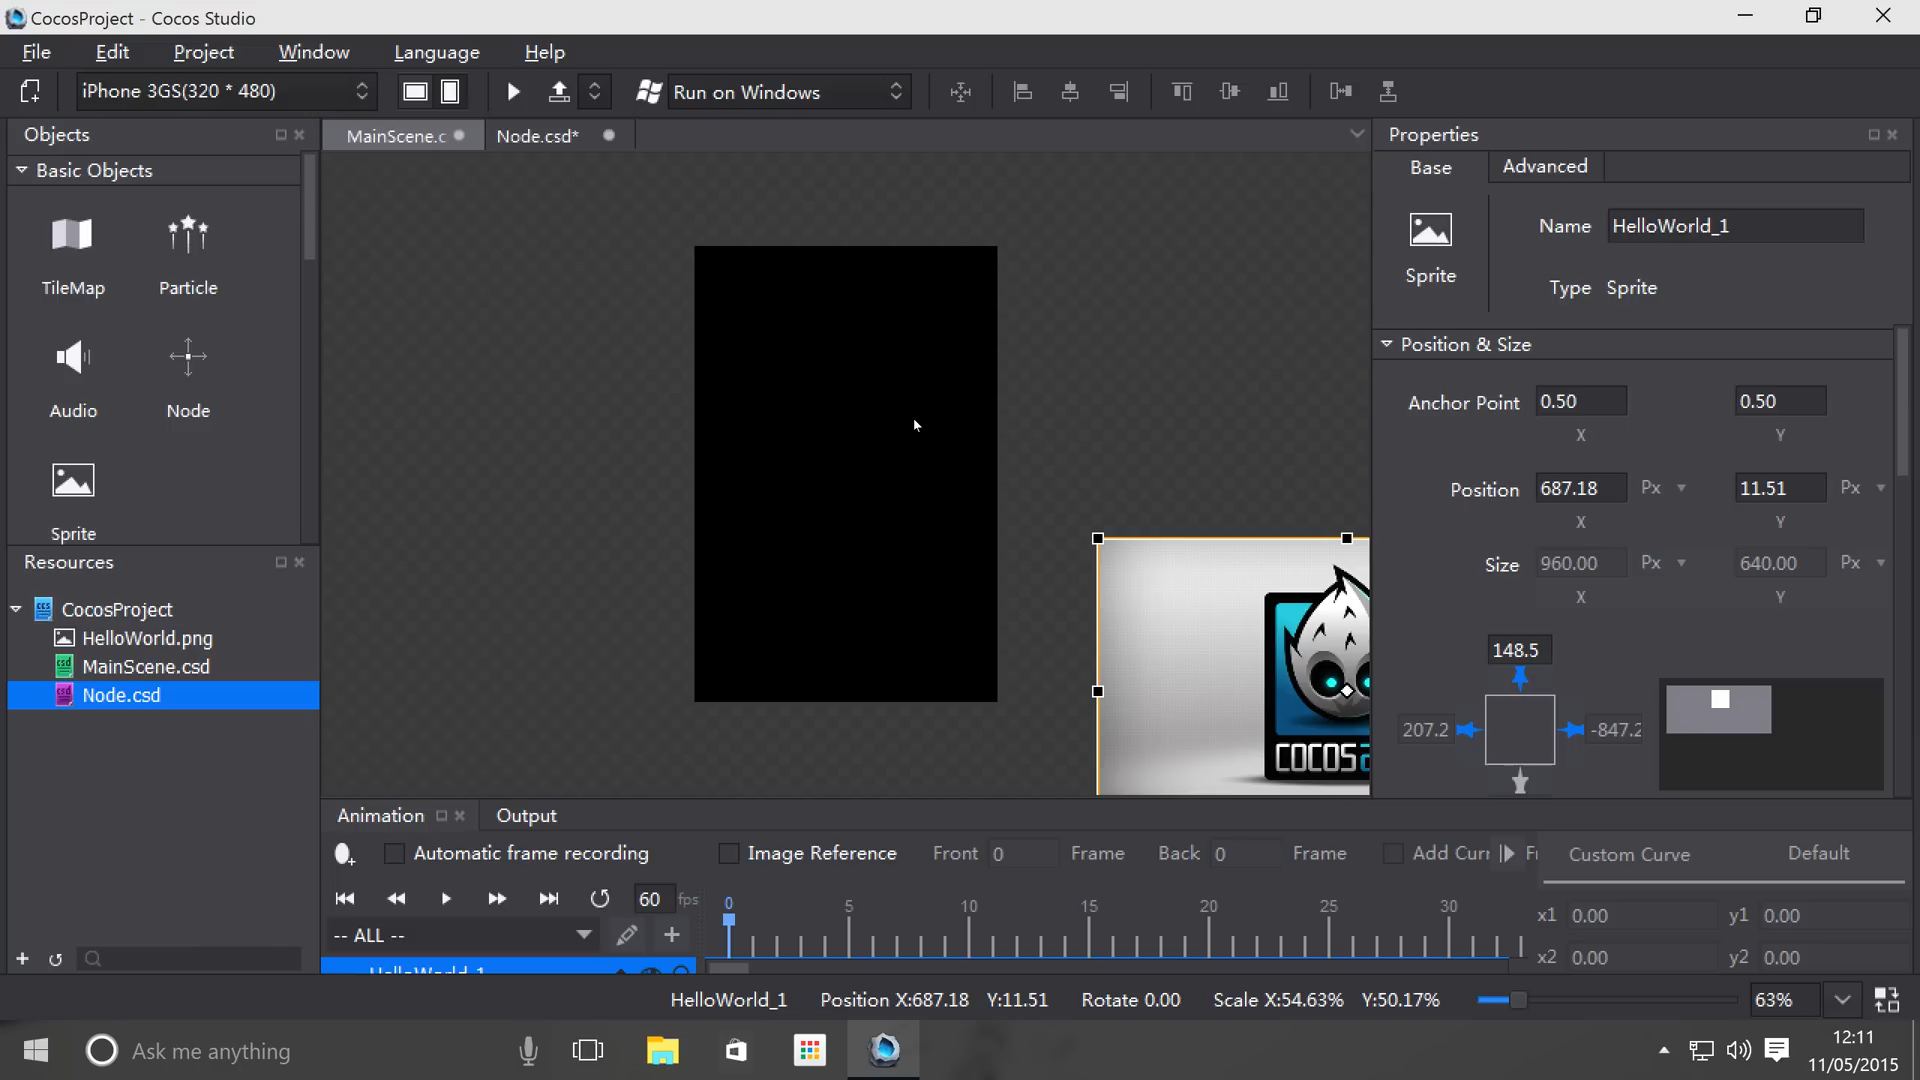 CocosProject - Cocos Studio
File Edit Project Window Language Help
iPhone 3GS(320 * 480) Run on Windows
Objects
Basic Objects
TileMap Particle
Audio Node
Sprite
Resources
CocosProject
HelloWorld.png
MainScene.csd
Node.csd
MainScene.c Node.csd*
COCOS
Properties
Base Advanced
Sprite
Name HelloWorld_1
Type Sprite
Position & Size
Anchor Point 0.50 0.50
X Y
Position 687.18 Px 11.51 Px
X Y
Size 960.00 Px 640.00 Px
X Y
148.5
207.2 -847.2
Animation Output
Automatic frame recording Image Reference Front 0 Frame Back 0 Frame Add Curr Fr Custom Curve Default
60 fps 0 5 10 15 20 25 30
-- ALL --
x1 0.00 y1 0.00
x2 0.00 y2 0.00
HelloWorld_1
HelloWorld_1 Position X:687.18 Y:11.51 Rotate 0.00 Scale X:54.63% Y:50.17% 63%
Ask me anything
12:11
11/05/2015